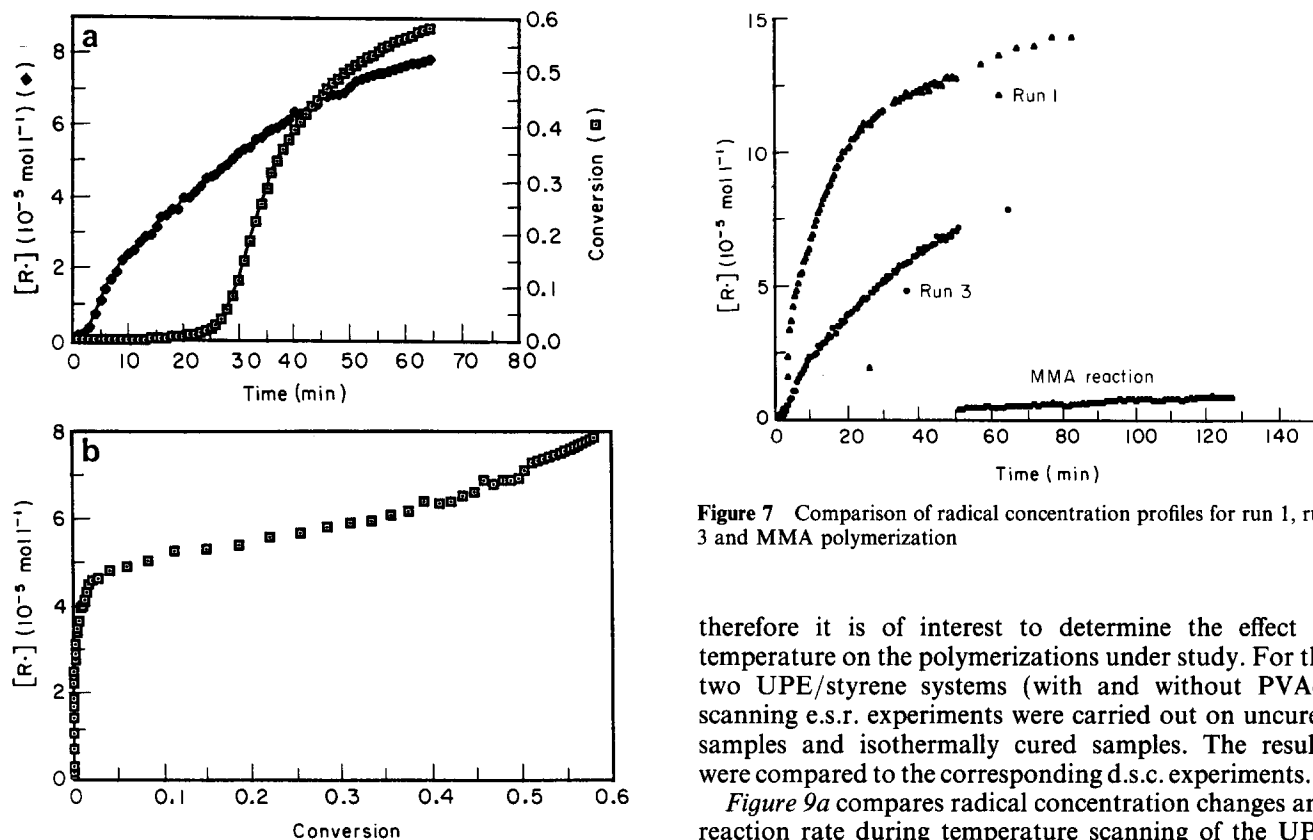 a
[R·] (10⁻⁵ mol l⁻¹) (◆)
8
6
4
2
0
0.6
0.5
0.4
0.3
0.2
0.1
0.0
Conversion (⊡)
0 10 20 30 40 50 60 70 80
Time (min)
b
[R·] (10⁻⁵ mol l⁻¹)
8
6
4
2
0
0 0.1 0.2 0.3 0.4 0.5 0.6
Conversion
[R·] (10⁻⁵ mol l⁻¹)
15
10
5
0
▲ Run 1
● Run 3
MMA reaction
0 20 40 60 80 100 120 140
Time (min)
Figure 7 Comparison of radical concentration profiles for run 1,
3 and MMA polymerization
therefore it is of interest to determine the effect
temperature on the polymerizations under study. For
two UPE/styrene systems (with and without
scanning e.s.r. experiments were carried out on
samples and isothermally cured samples. The
were compared to the corresponding d.s.c. experiments.
Figure 9a compares radical concentration changes
reaction rate during temperature scanning of the